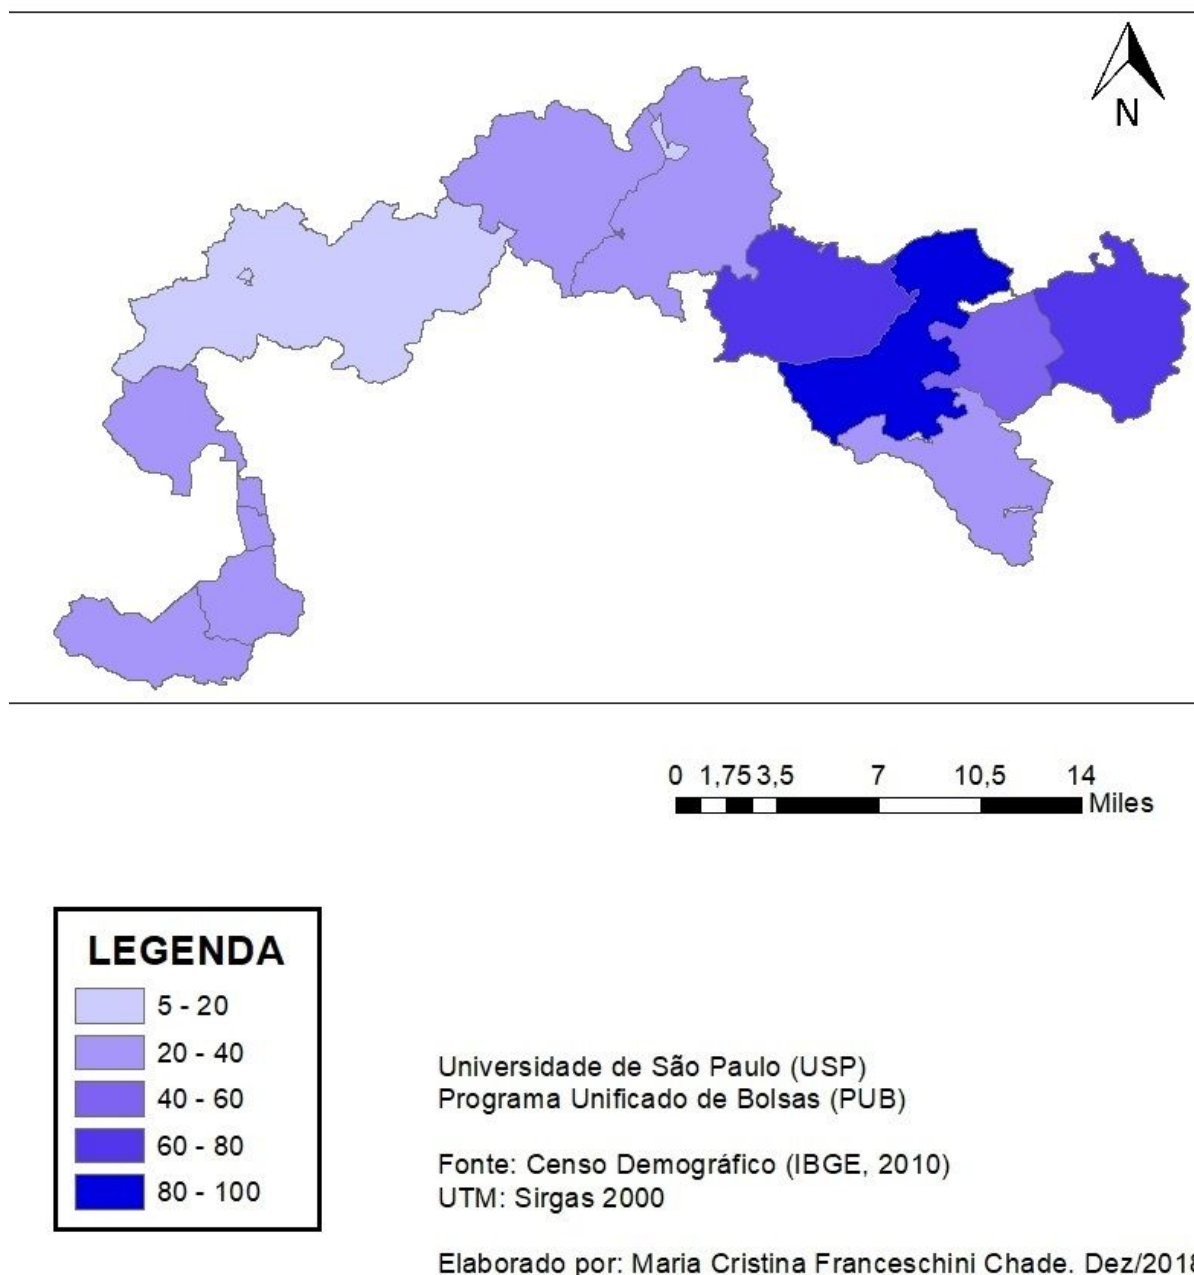 N
0 1,75 3,5 7 10,5 14
Miles
LEGENDA
5 - 20
20 - 40
40 - 60
60 - 80
80 - 100
Universidade de São Paulo (USP)
Programa Unificado de Bolsas (PUB)
Fonte: Censo Demográfico (IBGE, 2010)
UTM: Sirgas 2000
Elaborado por: Maria Cristina Franceschini Chade. Dez/2018